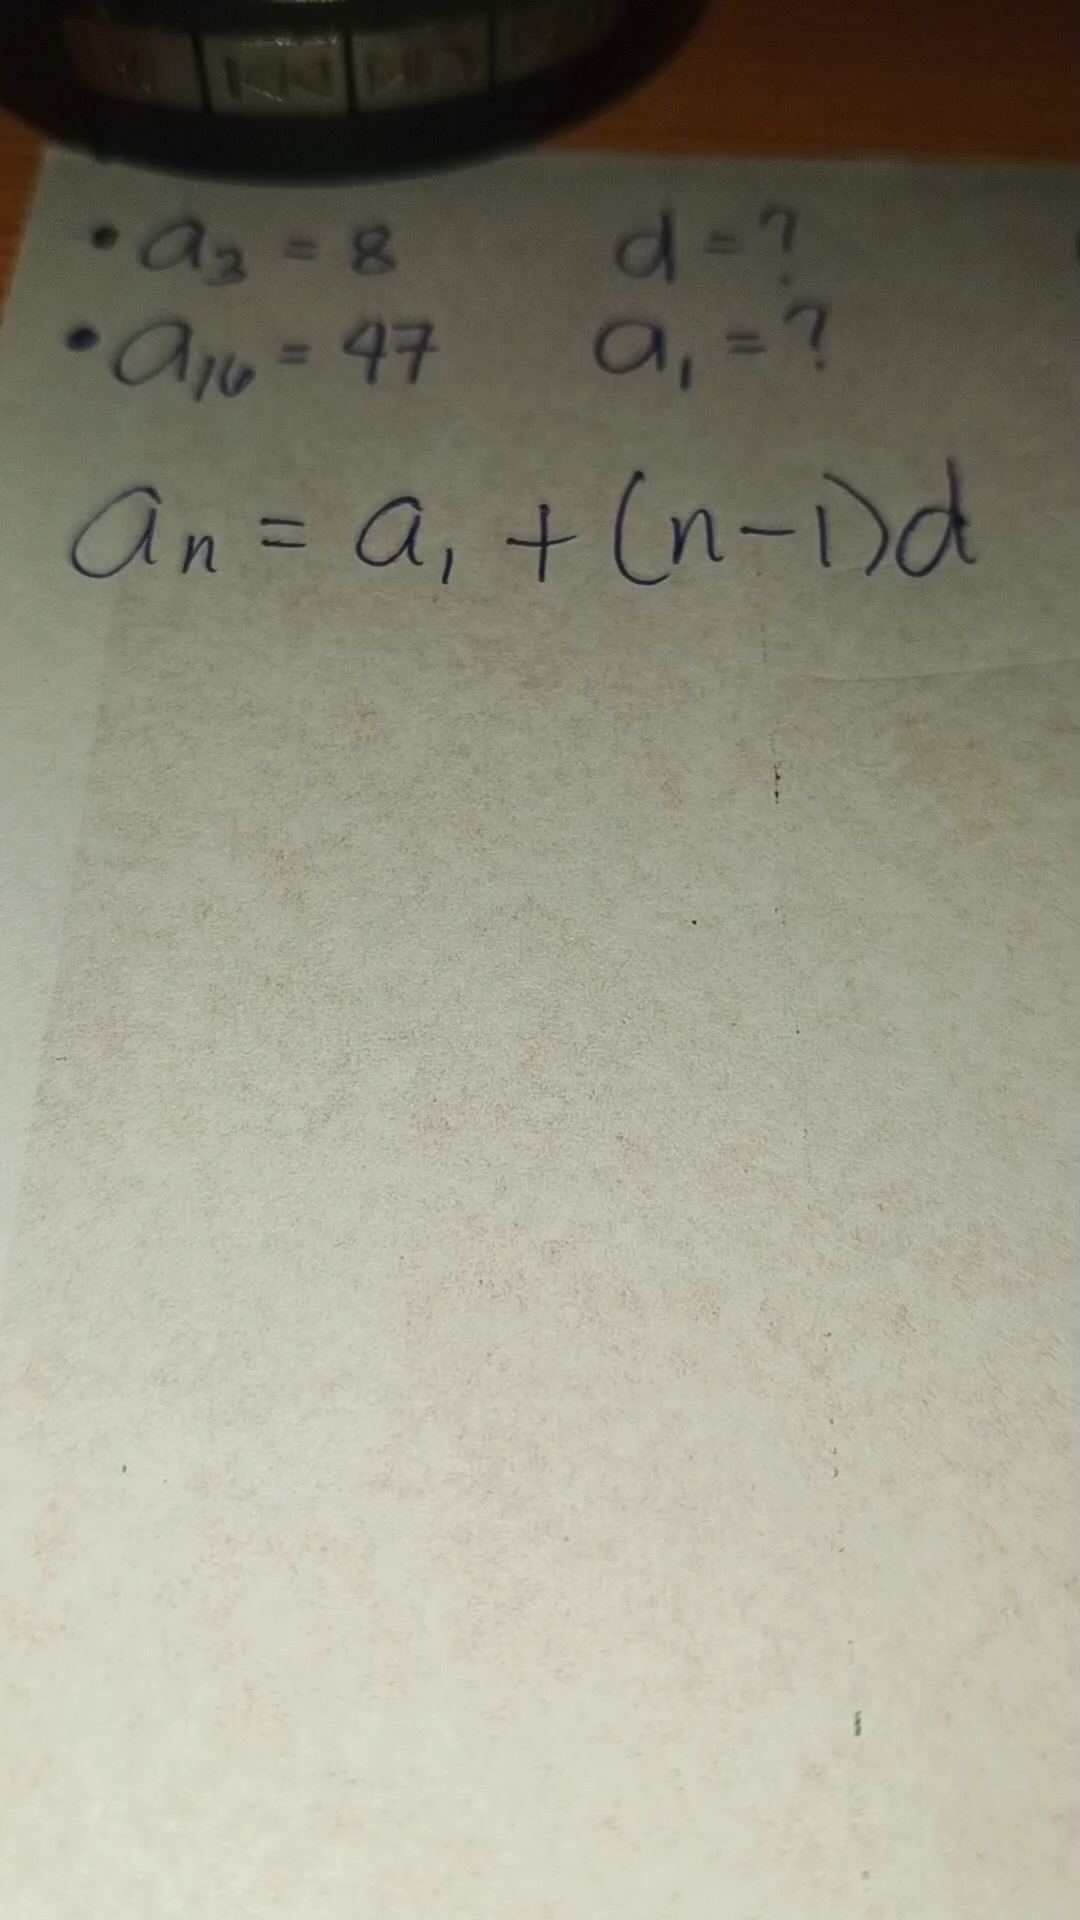 • a₃ = 8 d = ?
• a₁₆ = 47 a₁ = ?
aₙ = a₁ + (n-1)d